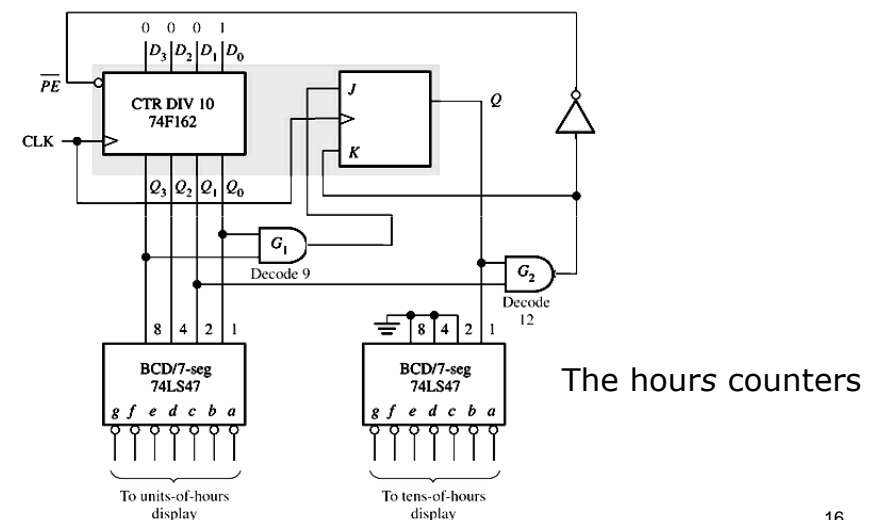 0 0 0 1
D3 D2 D1 D0
PE
CTR DIV 10
74F162
CLK
J
K
Q
Q3 Q2 Q1 Q0
G1
Decode 9
G2
Decode
12
8 4 2 1
8 4 2 1
BCD/7-seg
74LS47
g f e d c b a
BCD/7-seg
74LS47
g f e d c b a
The hours counters
To units-of-hours
display
To tens-of-hours
display
16